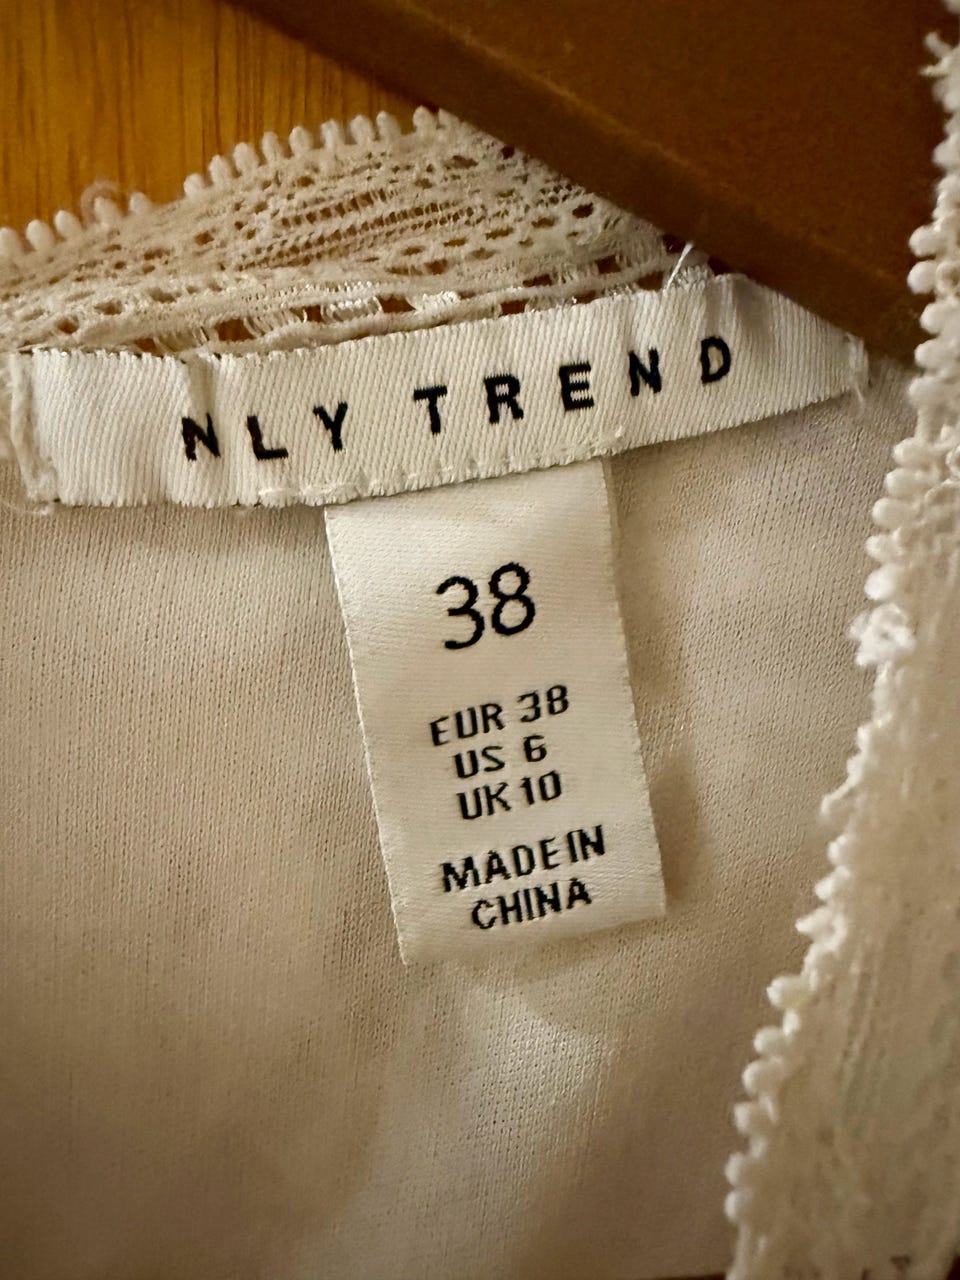 NLY TREND
38
EUR 38
US 6
UK 10
MADE IN
CHINA